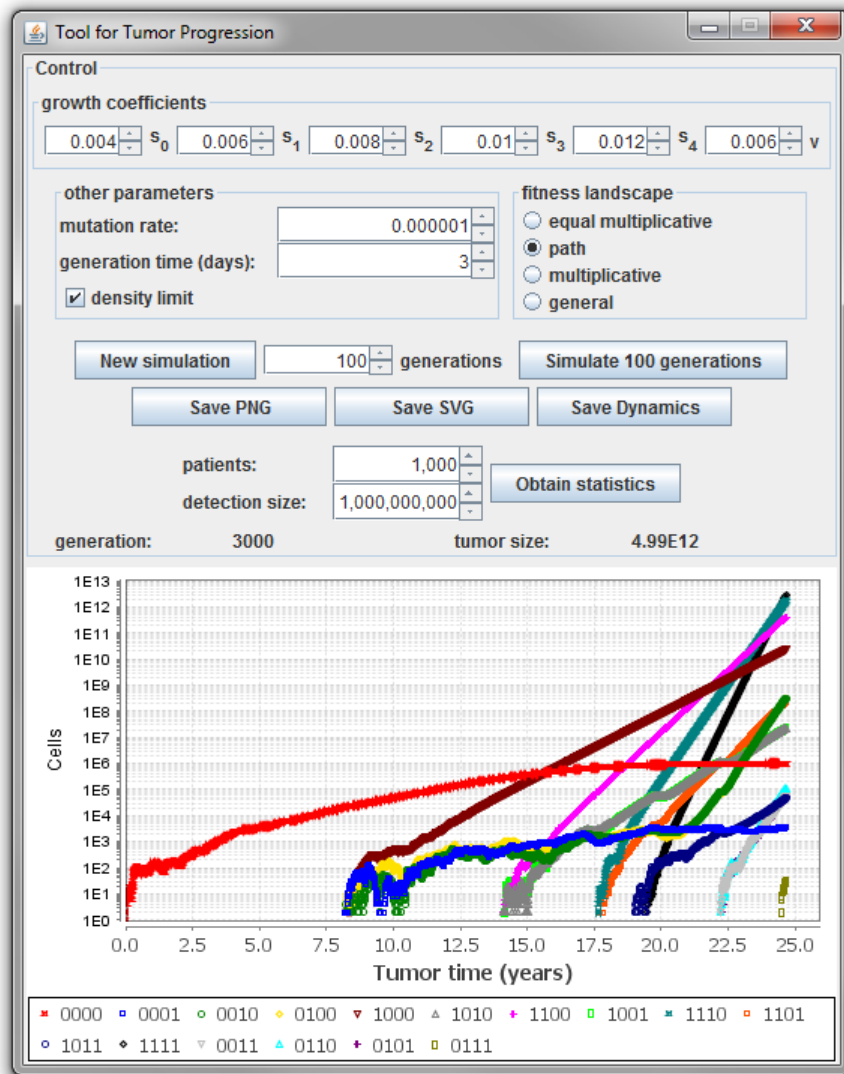 Tool for Tumor Progression
Control
growth coefficients
0.004 s0 0.006 s1 0.008 s2 0.01 s3 0.012 s4 0.006 v
other parameters
mutation rate: 0.000001
generation time (days): 3
density limit
fitness landscape
equal multiplicative
path
multiplicative
general
New simulation 100 generations Simulate 100 generations
Save PNG Save SVG Save Dynamics
patients: 1,000
detection size: 1,000,000,000
Obtain statistics
generation: 3000 tumor size: 4.99E12
Cells
1E13
1E12
1E11
1E10
1E9
1E8
1E7
1E6
1E5
1E4
1E3
1E2
1E1
1E0
0.0 2.5 5.0 7.5 10.0 12.5 15.0 17.5 20.0 22.5 25.0
Tumor time (years)
0000 0001 0010 0100 1000 1010 1100 1001 1110 1101
1011 1111 0011 0110 0101 0111